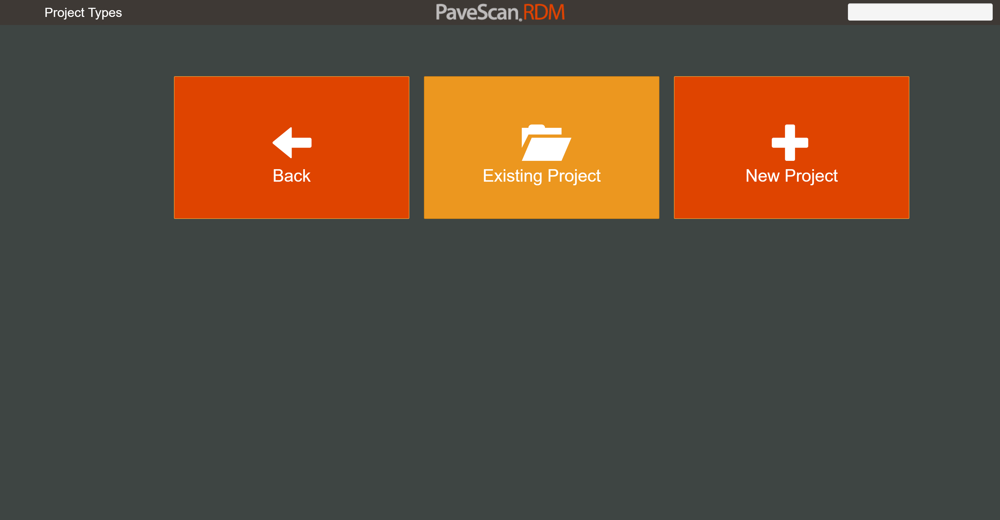 Project Types
PaveScan® RDM
Back
Existing Project
New Project